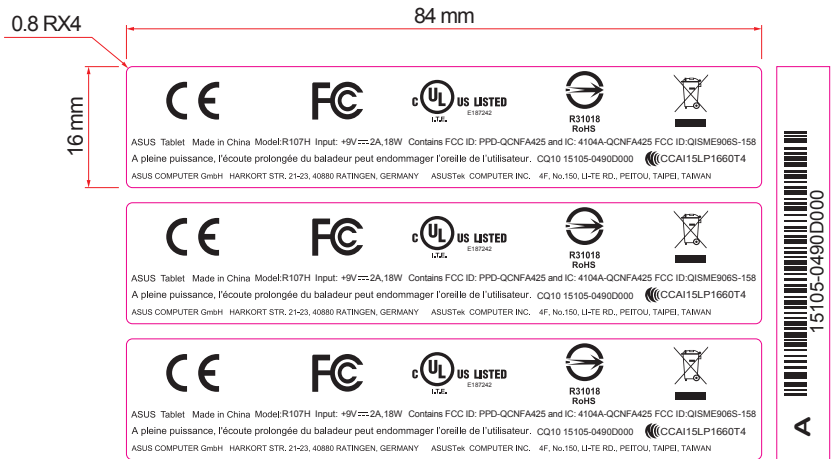 0.8 RX4
84 mm
16 mm
CE FC c UL US LISTED
E187242
I.T.E.
R31018
RoHS
ASUS Tablet Made in China Model:R107H Input: +9V⎓2A,18W Contains FCC ID: PPD-QCNFA425 and IC: 4104A-QCNFA425 FCC ID:QISME906S-158
A pleine puissance, l'écoute prolongée du baladeur peut endommager l'oreille de l'utilisateur. CQ10 15105-0490D000 CCAI15LP1660T4
ASUS COMPUTER GmbH HARKORT STR. 21-23, 40880 RATINGEN, GERMANY ASUSTek COMPUTER INC. 4F, No.150, LI-TE RD., PEITOU, TAIPEI, TAIWAN
CE FC c UL US LISTED
E187242
I.T.E.
R31018
RoHS
ASUS Tablet Made in China Model:R107H Input: +9V⎓2A,18W Contains FCC ID: PPD-QCNFA425 and IC: 4104A-QCNFA425 FCC ID:QISME906S-158
A pleine puissance, l'écoute prolongée du baladeur peut endommager l'oreille de l'utilisateur. CQ10 15105-0490D000 CCAI15LP1660T4
ASUS COMPUTER GmbH HARKORT STR. 21-23, 40880 RATINGEN, GERMANY ASUSTek COMPUTER INC. 4F, No.150, LI-TE RD., PEITOU, TAIPEI, TAIWAN
CE FC c UL US LISTED
E187242
I.T.E.
R31018
RoHS
ASUS Tablet Made in China Model:R107H Input: +9V⎓2A,18W Contains FCC ID: PPD-QCNFA425 and IC: 4104A-QCNFA425 FCC ID:QISME906S-158
A pleine puissance, l'écoute prolongée du baladeur peut endommager l'oreille de l'utilisateur. CQ10 15105-0490D000 CCAI15LP1660T4
ASUS COMPUTER GmbH HARKORT STR. 21-23, 40880 RATINGEN, GERMANY ASUSTek COMPUTER INC. 4F, No.150, LI-TE RD., PEITOU, TAIPEI, TAIWAN
15105-0490D000
A